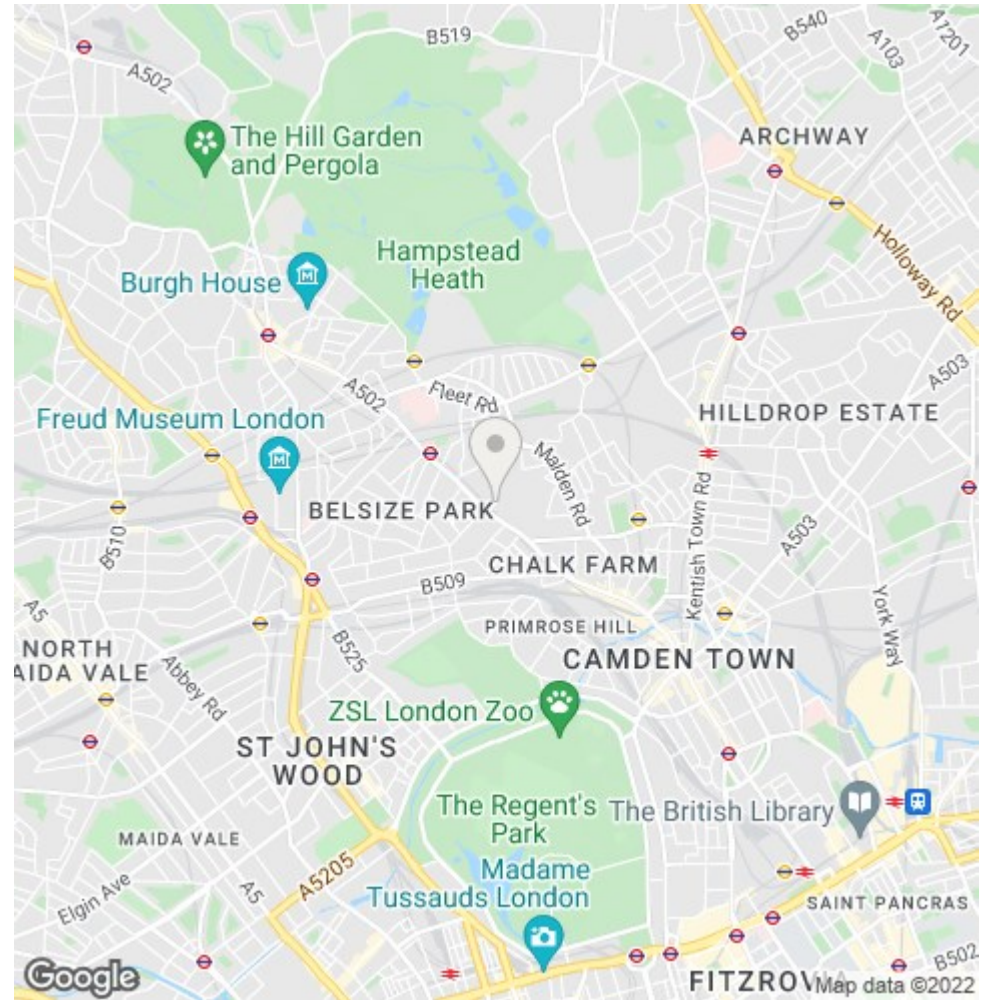 B519
B540
A103
A7201
A502
The Hill Garden
and Pergola
ARCHWAY
Hampstead
Heath
Holloway Rd
Burgh House
A502
Fleet Rd
A503
Freud Museum London
HILLDROP ESTATE
Malden Rd
BELSIZE PARK
Kentish Town Rd
A503
B510
CHALK FARM
B509
A5
York Way
PRIMROSE HILL
NORTH
AIDA VALE
B525
CAMDEN TOWN
Abbey Rd
ZSL London Zoo
ST JOHN'S
WOOD
The Regent's
Park
The British Library
MAIDA VALE
A5205
Madame
Tussauds London
Elgin Ave
A5
SAINT PANCRAS
B502
Google
FITZROV
Map data ©2022